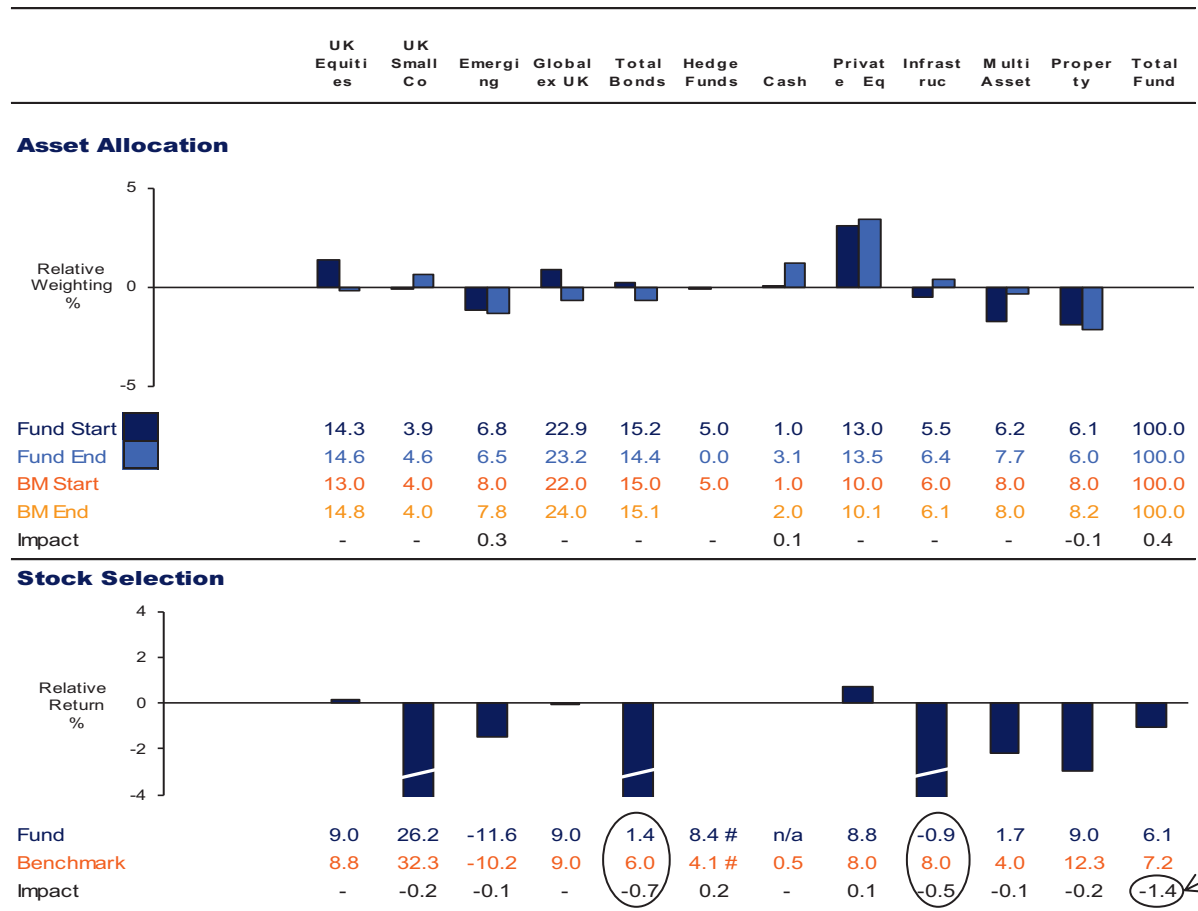 UK Equiti es UK Small Co Emergi ng Global ex UK Total Bonds Hedge Funds Cash Privat e Eq Infrast ruc Multi Asset Proper ty Total Fund
Asset Allocation
5
Relative
Weighting
%
0
-5
Fund Start 14.3 3.9 6.8 22.9 15.2 5.0 1.0 13.0 5.5 6.2 6.1 100.0
Fund End 14.6 4.6 6.5 23.2 14.4 0.0 3.1 13.5 6.4 7.7 6.0 100.0
BM Start 13.0 4.0 8.0 22.0 15.0 5.0 1.0 10.0 6.0 8.0 8.0 100.0
BM End 14.8 4.0 7.8 24.0 15.1 2.0 10.1 6.1 8.0 8.2 100.0
Impact - - 0.3 - - - 0.1 - - - -0.1 0.4
Stock Selection
4
2
Relative
Return
%
0
-2
-4
Fund 9.0 26.2 -11.6 9.0 1.4 8.4 # n/a 8.8 -0.9 1.7 9.0 6.1
Benchmark 8.8 32.3 -10.2 9.0 6.0 4.1 # 0.5 8.0 8.0 4.0 12.3 7.2
Impact - -0.2 -0.1 - -0.7 0.2 - 0.1 -0.5 -0.1 -0.2 -1.4